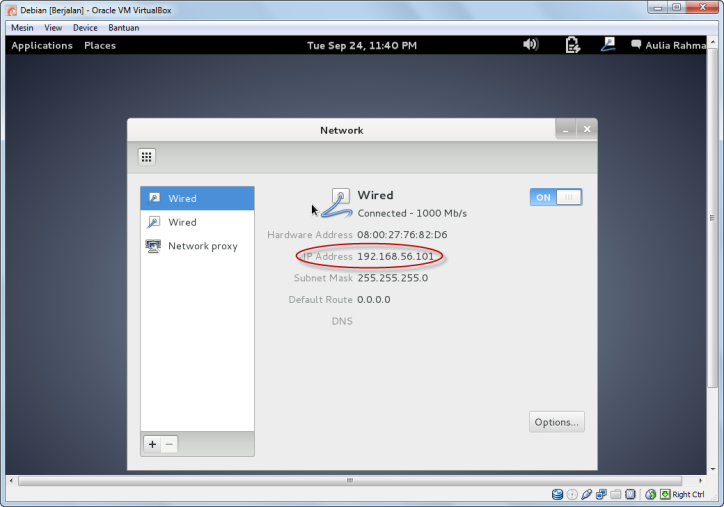 Debian [Berjalan] - Oracle VM VirtualBox
Mesin View Device Bantuan
Applications Places Tue Sep 24, 11:40 PM Aulia Rahma
Network
Wired
Wired
Network proxy
Wired
Connected - 1000 Mb/s
ON
Hardware Address 08:00:27:76:82:D6
IP Address 192.168.56.101
Subnet Mask 255.255.255.0
Default Route 0.0.0.0
DNS
Options...
Right Ctrl